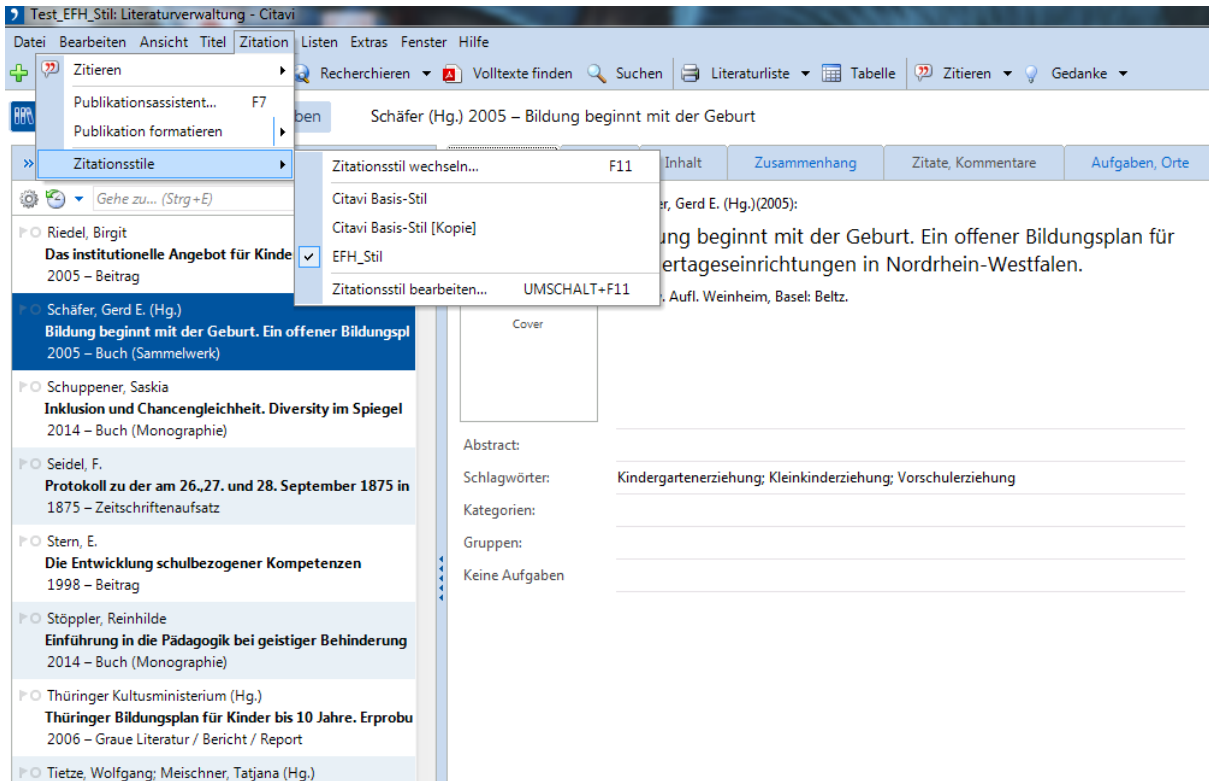 Test_EFH_Stil: Literaturverwaltung - Citavi
Datei Bearbeiten Ansicht Titel Zitation Listen Extras Fenster Hilfe
Zitieren
Recherchieren Volltexte finden Suchen Literaturliste Tabelle Zitieren Gedanke
Publikationsassistent... F7
Publikation formatieren
ben Schäfer (Hg.) 2005 – Bildung beginnt mit der Geburt
Zitationsstile
Inhalt Zusammenhang Zitate, Kommentare Aufgaben, Orte
Zitationsstil wechseln... F11
Citavi Basis-Stil
Citavi Basis-Stil [Kopie]
EFH_Stil
Zitationsstil bearbeiten... UMSCHALT+F11
Gehe zu... (Strg+E)
Riedel, Birgit
Das institutionelle Angebot für Kinde
2005 – Beitrag
Schäfer, Gerd E. (Hg.)
Bildung beginnt mit der Geburt. Ein offener Bildungspl
2005 – Buch (Sammelwerk)
Schuppener, Saskia
Inklusion und Chancengleichheit. Diversity im Spiegel
2014 – Buch (Monographie)
Seidel, F.
Protokoll zu der am 26.,27. und 28. September 1875 in
1875 – Zeitschriftenaufsatz
Stern, E.
Die Entwicklung schulbezogener Kompetenzen
1998 – Beitrag
Stöppler, Reinhilde
Einführung in die Pädagogik bei geistiger Behinderung
2014 – Buch (Monographie)
Thüringer Kultusministerium (Hg.)
Thüringer Bildungsplan für Kinder bis 10 Jahre. Erprobu
2006 – Graue Literatur / Bericht / Report
Tietze, Wolfgang; Meischner, Tatjana (Hg.)
er, Gerd E. (Hg.)(2005):
ung beginnt mit der Geburt. Ein offener Bildungsplan für
ertageseinrichtungen in Nordrhein-Westfalen.
. Aufl. Weinheim, Basel: Beltz.
Cover
Abstract:
Schlagwörter: Kindergartenerziehung; Kleinkinderziehung; Vorschulerziehung
Kategorien:
Gruppen:
Keine Aufgaben